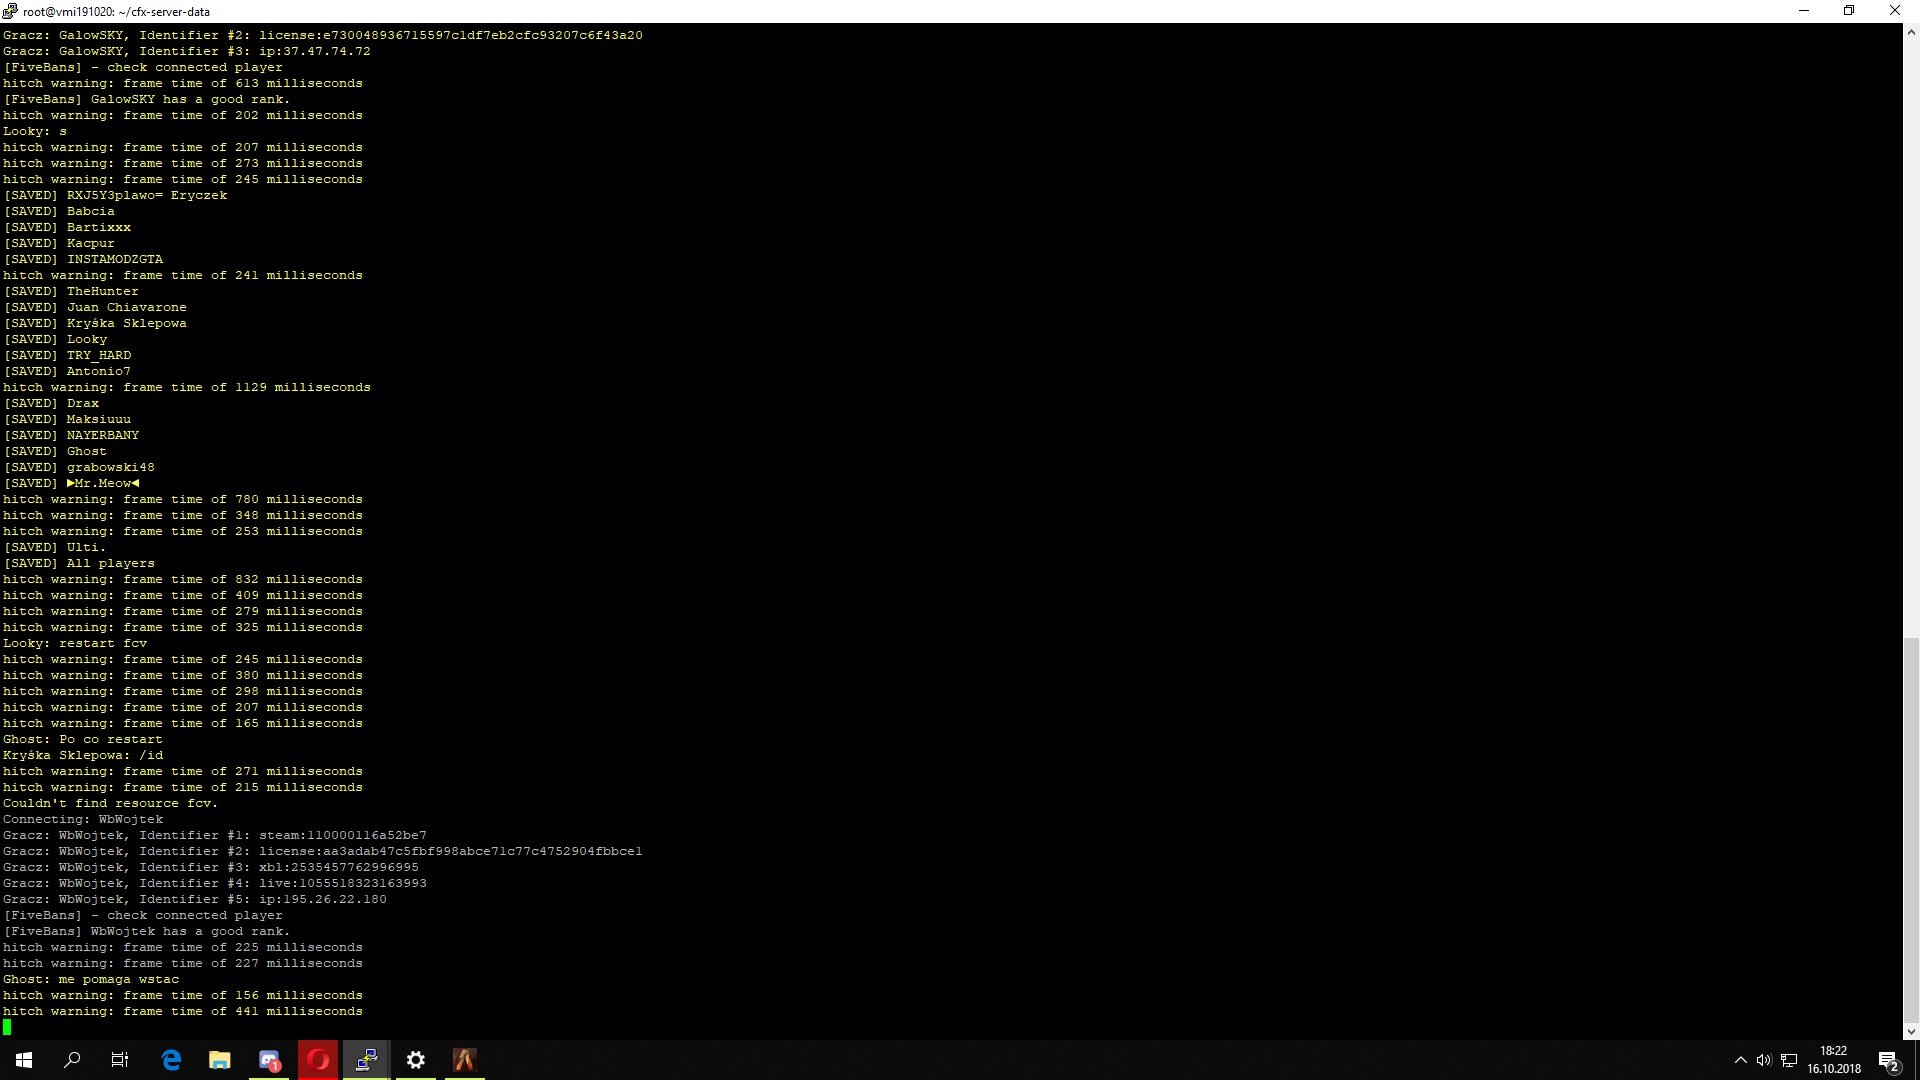 root@vmi191020: ~/cfx-server-data
Gracz: GalowSKY, Identifier #2: license:e730048936715597c1df7eb2cfc93207c6f43a20
Gracz: GalowSKY, Identifier #3: ip:37.47.74.72
[FiveBans] - check connected player
hitch warning: frame time of 613 milliseconds
[FiveBans] GalowSKY has a good rank.
hitch warning: frame time of 202 milliseconds
Looky: s
hitch warning: frame time of 207 milliseconds
hitch warning: frame time of 273 milliseconds
hitch warning: frame time of 245 milliseconds
[SAVED] RXJ5Y3plawo= Eryczek
[SAVED] Babcia
[SAVED] Bartixxx
[SAVED] Kacpur
[SAVED] INSTAMODZGTA
hitch warning: frame time of 241 milliseconds
[SAVED] TheHunter
[SAVED] Juan Chiavarone
[SAVED] Kryśka Sklepowa
[SAVED] Looky
[SAVED] TRY_HARD
[SAVED] Antonio7
hitch warning: frame time of 1129 milliseconds
[SAVED] Drax
[SAVED] Maksiuuu
[SAVED] NAYERBANY
[SAVED] Ghost
[SAVED] grabowski48
[SAVED] ►Mr.Meow◄
hitch warning: frame time of 780 milliseconds
hitch warning: frame time of 348 milliseconds
hitch warning: frame time of 253 milliseconds
[SAVED] Ulti.
[SAVED] All players
hitch warning: frame time of 832 milliseconds
hitch warning: frame time of 409 milliseconds
hitch warning: frame time of 279 milliseconds
hitch warning: frame time of 325 milliseconds
Looky: restart fcv
hitch warning: frame time of 245 milliseconds
hitch warning: frame time of 380 milliseconds
hitch warning: frame time of 298 milliseconds
hitch warning: frame time of 207 milliseconds
hitch warning: frame time of 165 milliseconds
Ghost: Po co restart
Kryśka Sklepowa: /id
hitch warning: frame time of 271 milliseconds
hitch warning: frame time of 215 milliseconds
Couldn't find resource fcv.
Connecting: WbWojtek
Gracz: WbWojtek, Identifier #1: steam:110000116a52be7
Gracz: WbWojtek, Identifier #2: license:aa3adab47c5fbf998abce71c77c4752904fbbce1
Gracz: WbWojtek, Identifier #3: xbl:2535457762996995
Gracz: WbWojtek, Identifier #4: live:1055518323163993
Gracz: WbWojtek, Identifier #5: ip:195.26.22.180
[FiveBans] - check connected player
[FiveBans] WbWojtek has a good rank.
hitch warning: frame time of 225 milliseconds
hitch warning: frame time of 227 milliseconds
Ghost: me pomaga wstac
hitch warning: frame time of 156 milliseconds
hitch warning: frame time of 441 milliseconds
1
18:22
16.10.2018
2